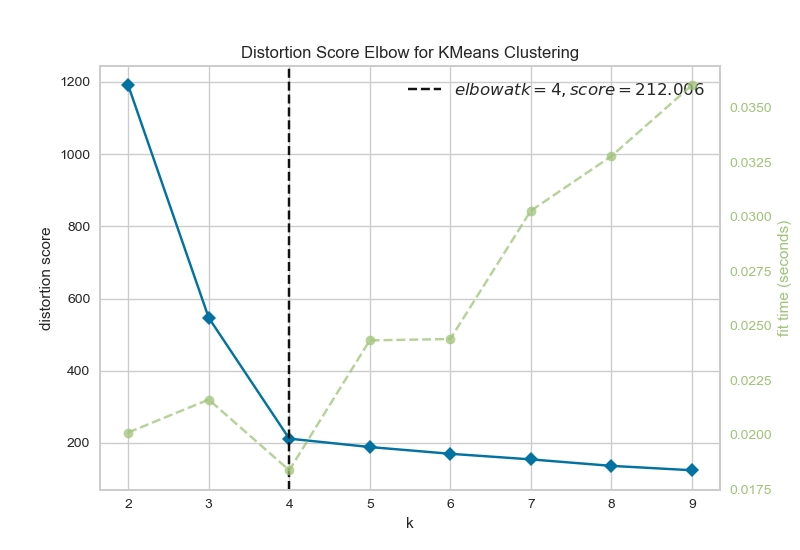 Distortion Score Elbow for KMeans Clustering
elbowatk = 4, score = 212.006
distortion score
1200
1000
800
600
400
200
0.0350
0.0325
0.0300
0.0275
0.0250
0.0225
0.0200
0.0175
fit time (seconds)
2 3 4 5 6 7 8 9
k